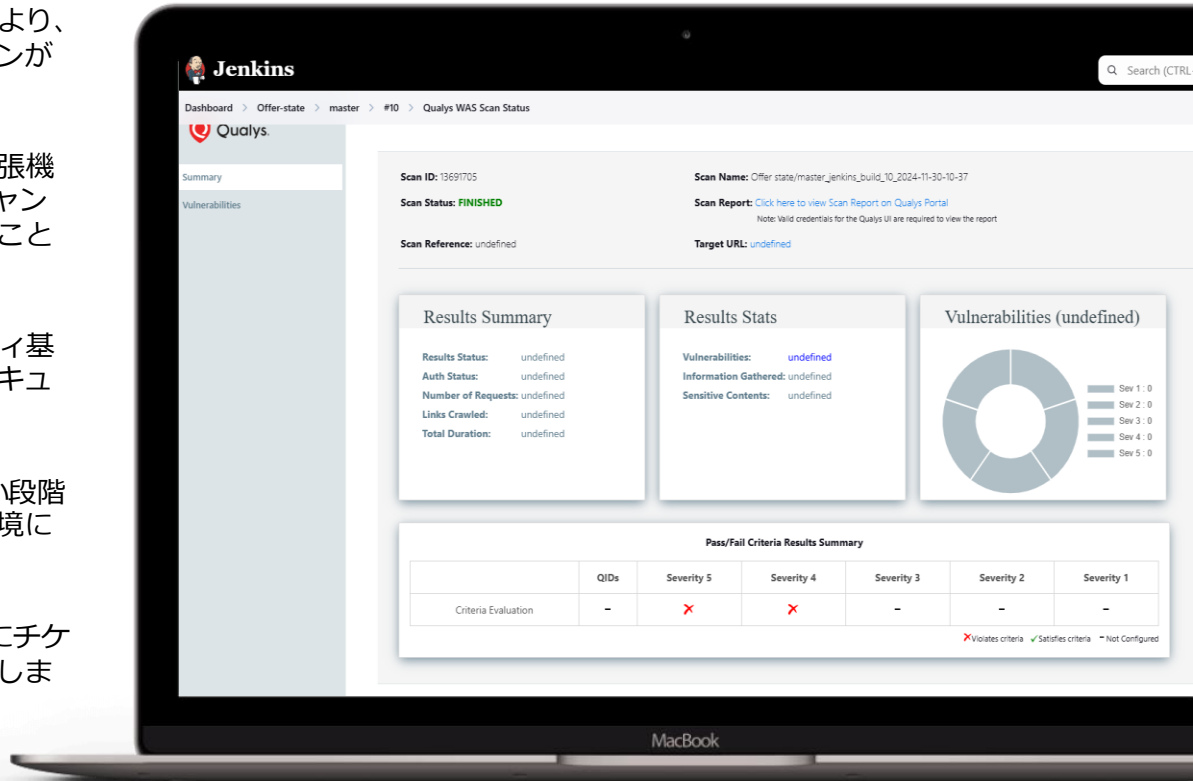 より、
ンが
張機
ャン
こと
ィ基
キュ
い段階
境に
にチケ
しま
Jenkins
Search (CTRL-
Dashboard > Offer-state > master > #10 > Qualys WAS Scan Status
Qualys.
Summary
Vulnerabilities
Scan ID: 13691705
Scan Name: Offer state/master_jenkins_build_10_2024-11-30-10-37
Scan Status: FINISHED
Scan Report: Click here to view Scan Report on Qualys Portal
Note: Valid credentials for the Qualys UI are required to view the report
Scan Reference: undefined
Target URL: undefined
Results Summary
Results Status: undefined
Auth Status: undefined
Number of Requests: undefined
Links Crawled: undefined
Total Duration: undefined
Results Stats
Vulnerabilities: undefined
Information Gathered: undefined
Sensitive Contents: undefined
Vulnerabilities (undefined)
Sev 1 : 0
Sev 2 : 0
Sev 3 : 0
Sev 4 : 0
Sev 5 : 0
Pass/Fail Criteria Results Summary
QIDs Severity 5 Severity 4 Severity 3 Severity 2 Severity 1
Criteria Evaluation - ✗ ✗ - - -
✗Violates criteria ✓Satisfies criteria - Not Configured
MacBook